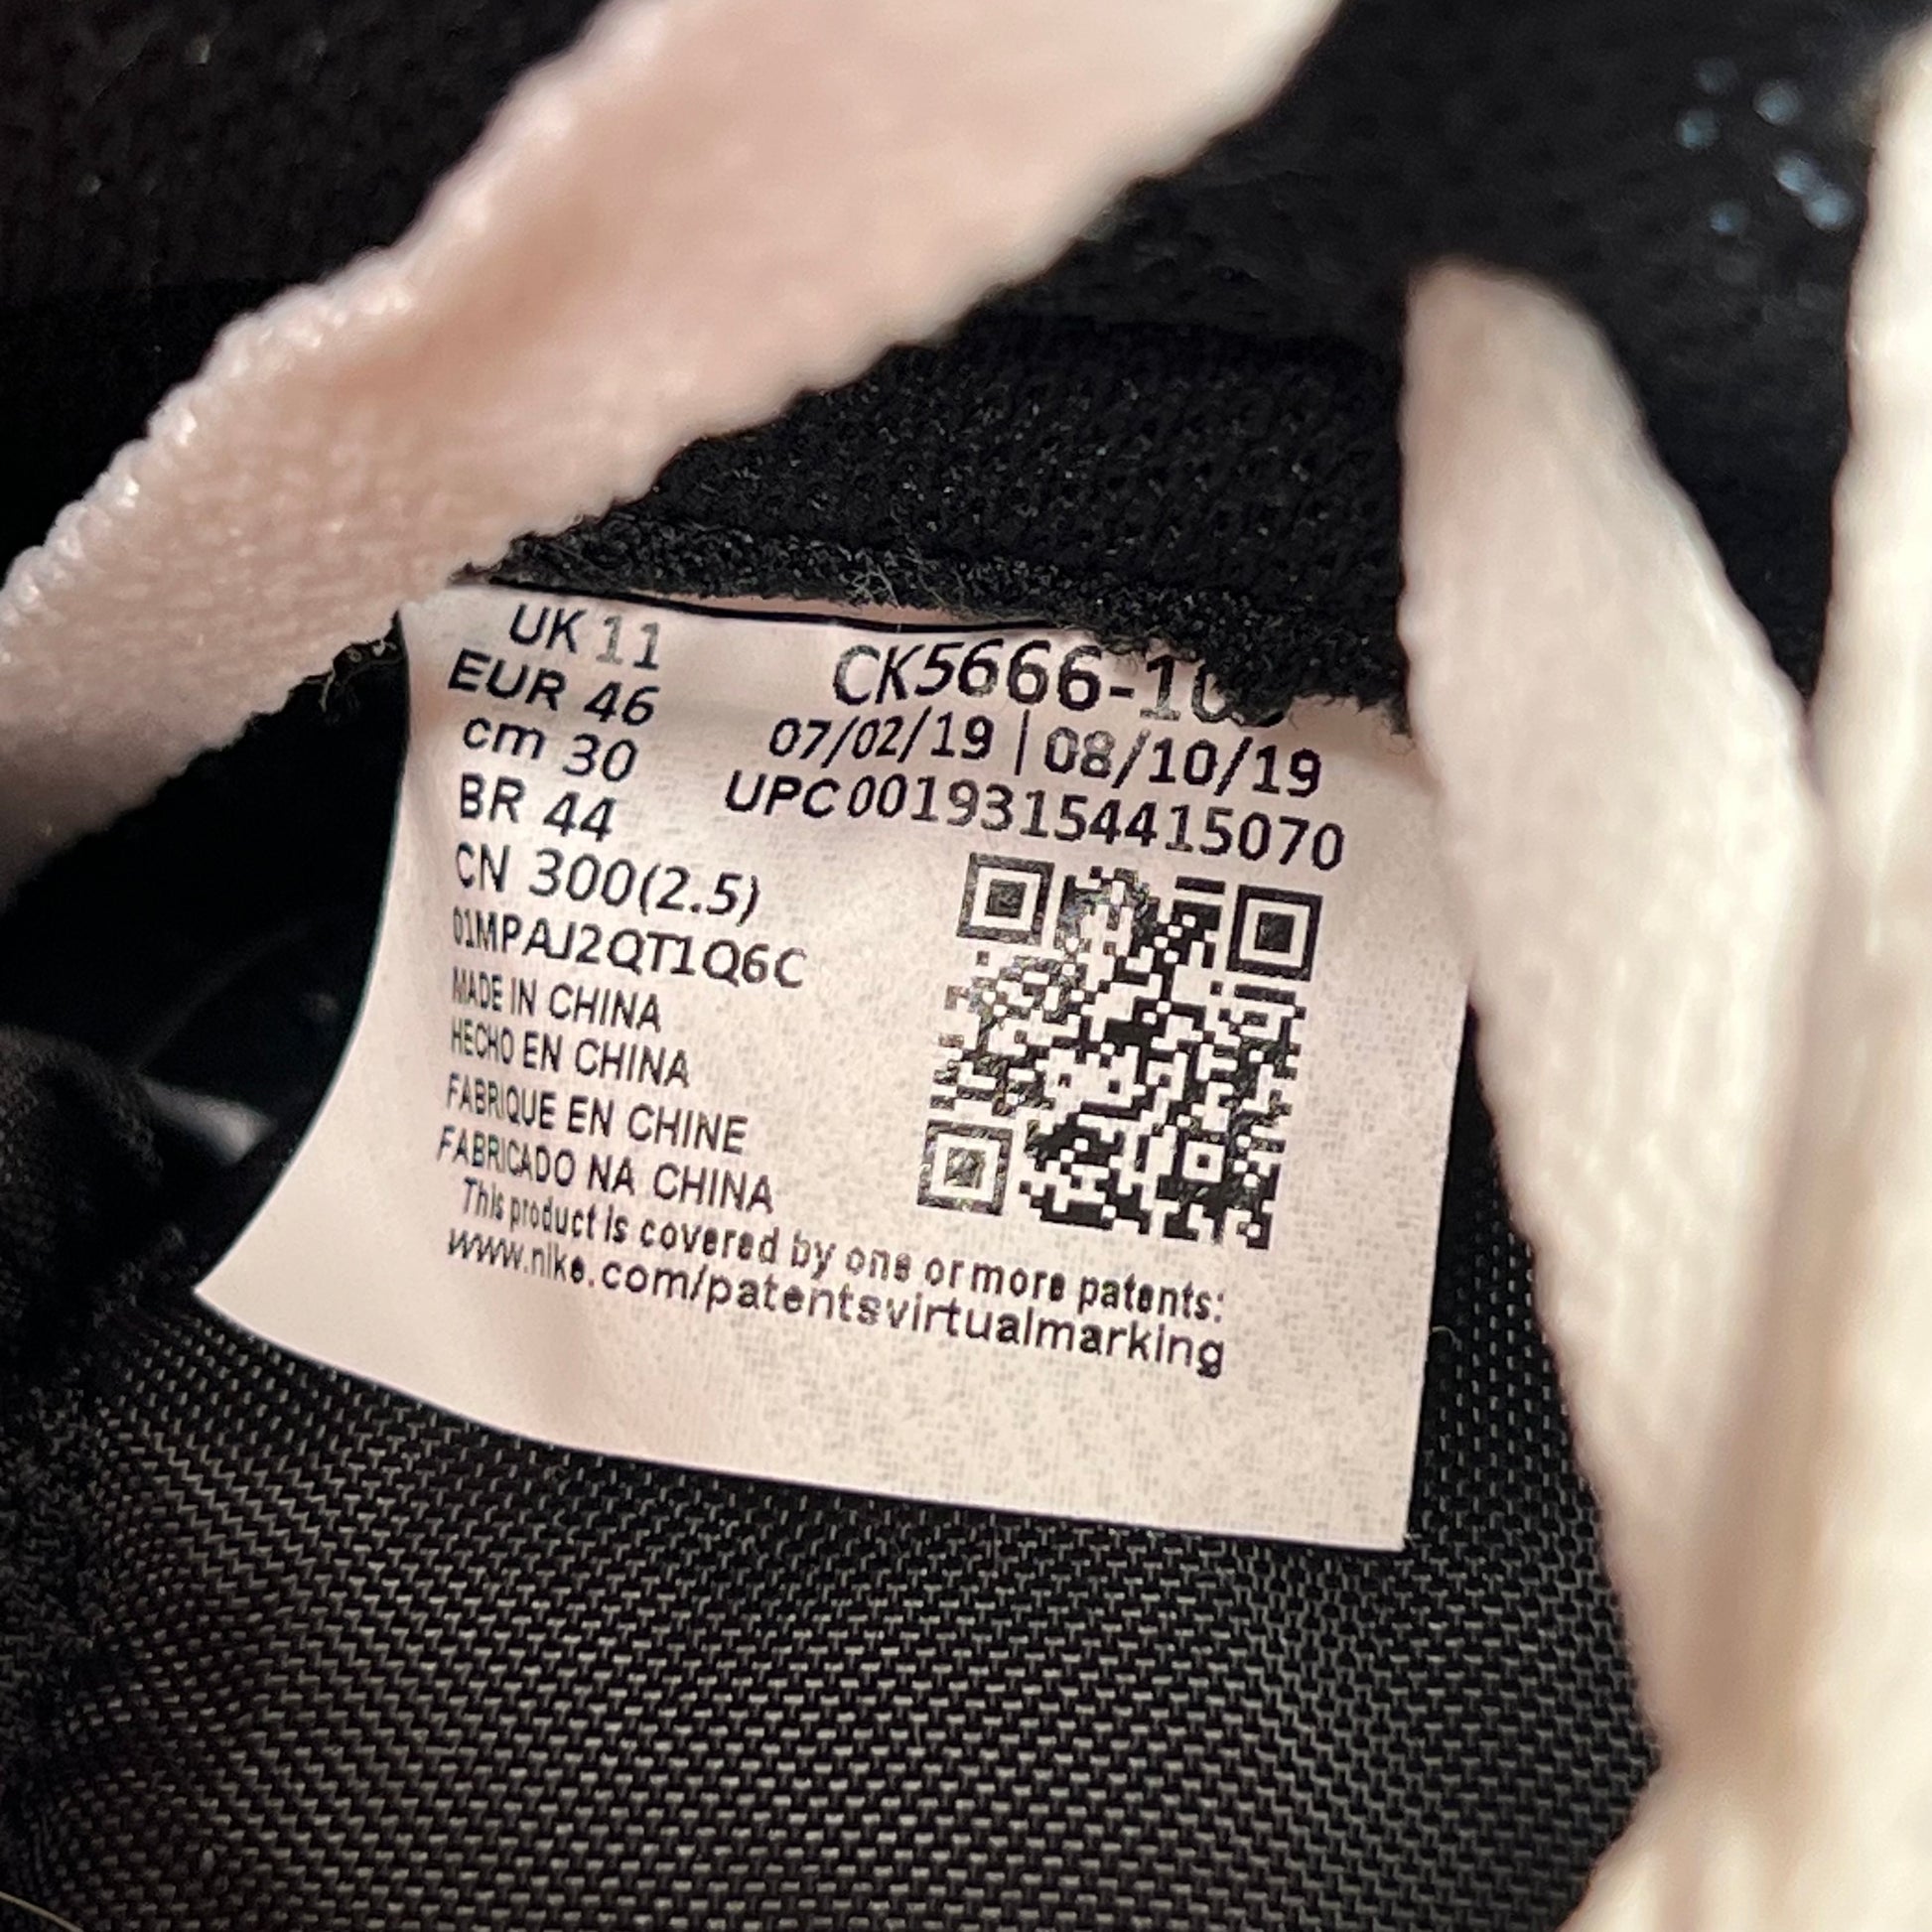 UK 11
EUR 46
cm 30
BR 44
CN 300(2.5)
01MPAJ2QT1Q6C
MADE IN CHINA
HECHO EN CHINA
FABRIQUE EN CHINE
FABRICADO NA CHINA
07/02/19 | 08/10/19
UPC00193154415070
This product is covered by one or more patents:
www.nike.com/patentsvirtualmarking